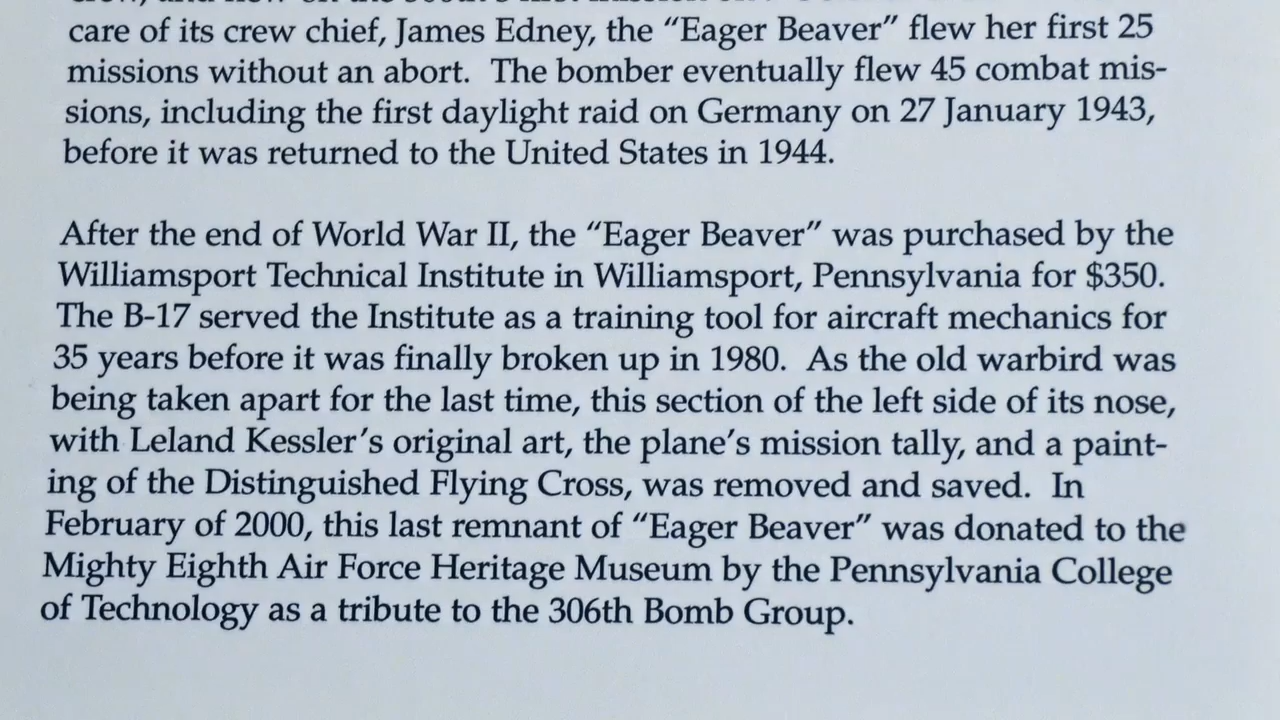 care of its crew chief, James Edney, the “Eager Beaver” flew her first 25
missions without an abort.  The bomber eventually flew 45 combat mis-
sions, including the first daylight raid on Germany on 27 January 1943,
before it was returned to the United States in 1944.
After the end of World War II, the “Eager Beaver” was purchased by the
Williamsport Technical Institute in Williamsport, Pennsylvania for $350.
The B-17 served the Institute as a training tool for aircraft mechanics for
35 years before it was finally broken up in 1980.  As the old warbird was
being taken apart for the last time, this section of the left side of its nose,
with Leland Kessler’s original art, the plane’s mission tally, and a paint-
ing of the Distinguished Flying Cross, was removed and saved.  In
February of 2000, this last remnant of “Eager Beaver” was donated to the
Mighty Eighth Air Force Heritage Museum by the Pennsylvania College
of Technology as a tribute to the 306th Bomb Group.